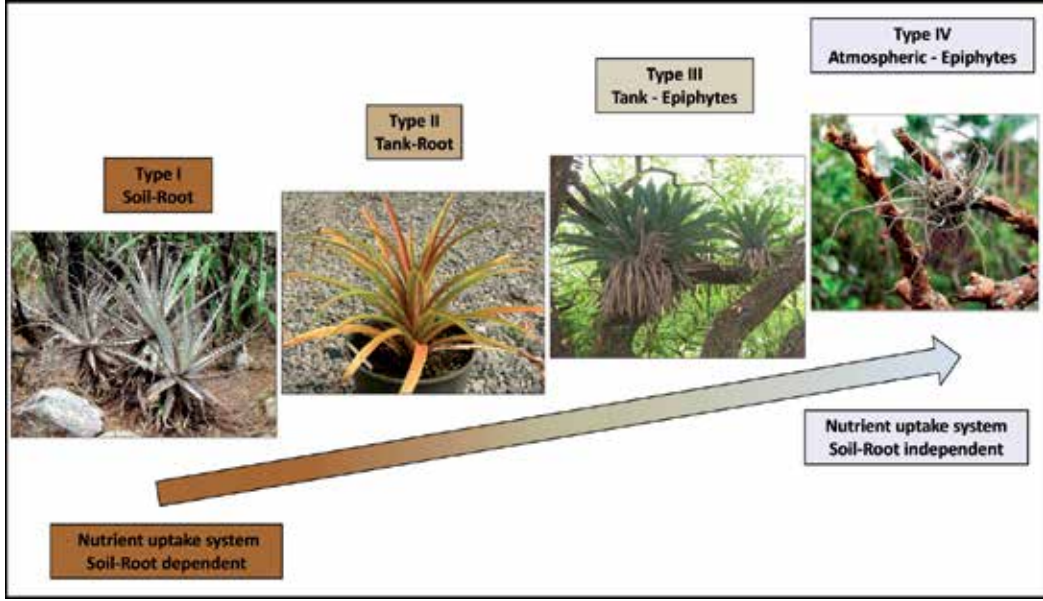 Type I
Soil-Root
Type II
Tank-Root
Type III
Tank - Epiphytes
Type IV
Atmospheric - Epiphytes
Nutrient uptake system
Soil-Root dependent
Nutrient uptake system
Soil-Root independent